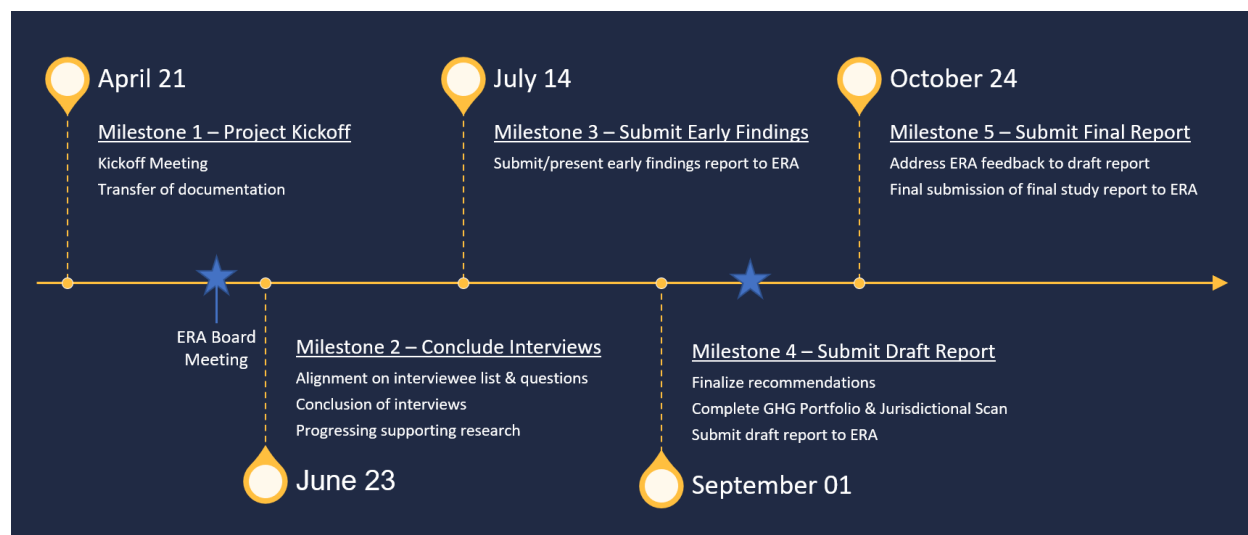 April 21
Milestone 1 – Project Kickoff
Kickoff Meeting
Transfer of documentation
July 14
Milestone 3 – Submit Early Findings
Submit/present early findings report to ERA
October 24
Milestone 5 – Submit Final Report
Address ERA feedback to draft report
Final submission of final study report to ERA
ERA Board
Meeting
Milestone 2 – Conclude Interviews
Alignment on interviewee list & questions
Conclusion of interviews
Progressing supporting research
June 23
Milestone 4 – Submit Draft Report
Finalize recommendations
Complete GHG Portfolio & Jurisdictional Scan
Submit draft report to ERA
September 01